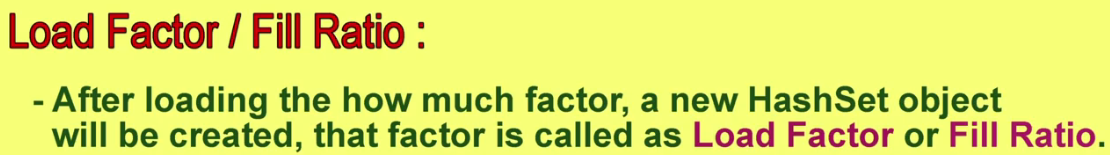 Load Factor / Fill Ratio :
- After loading the how much factor, a new HashSet object
will be created, that factor is called as Load Factor or Fill Ratio.